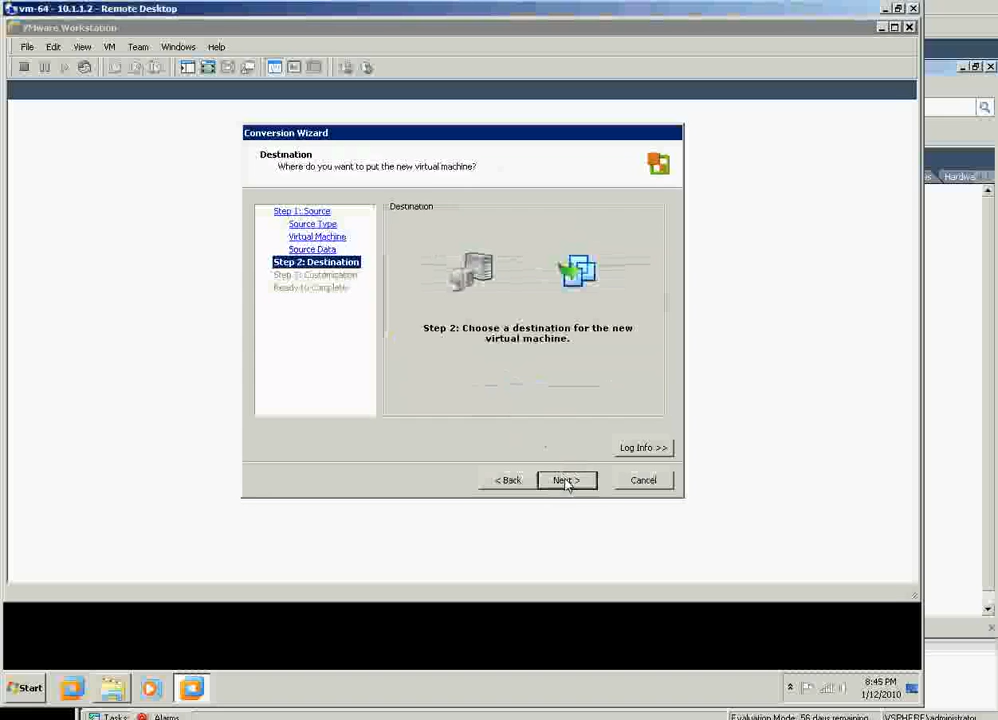 vm-64 - 10.1.1.2 - Remote Desktop
VMware Workstation
File Edit View VM Team Windows Help
Conversion Wizard
Destination
Where do you want to put the new virtual machine?
Step 1: Source
Source Type
Virtual Machine
Source Data
Step 2: Destination
Step 3: Customization
Ready to Complete
Destination
Step 2: Choose a destination for the new
virtual machine.
Log Info >>
< Back Next > Cancel
Hardwa
Start
8:45 PM
1/12/2010
Tasks Alarms Evaluation Mode: 56 days remaining VSPHERE\administrator